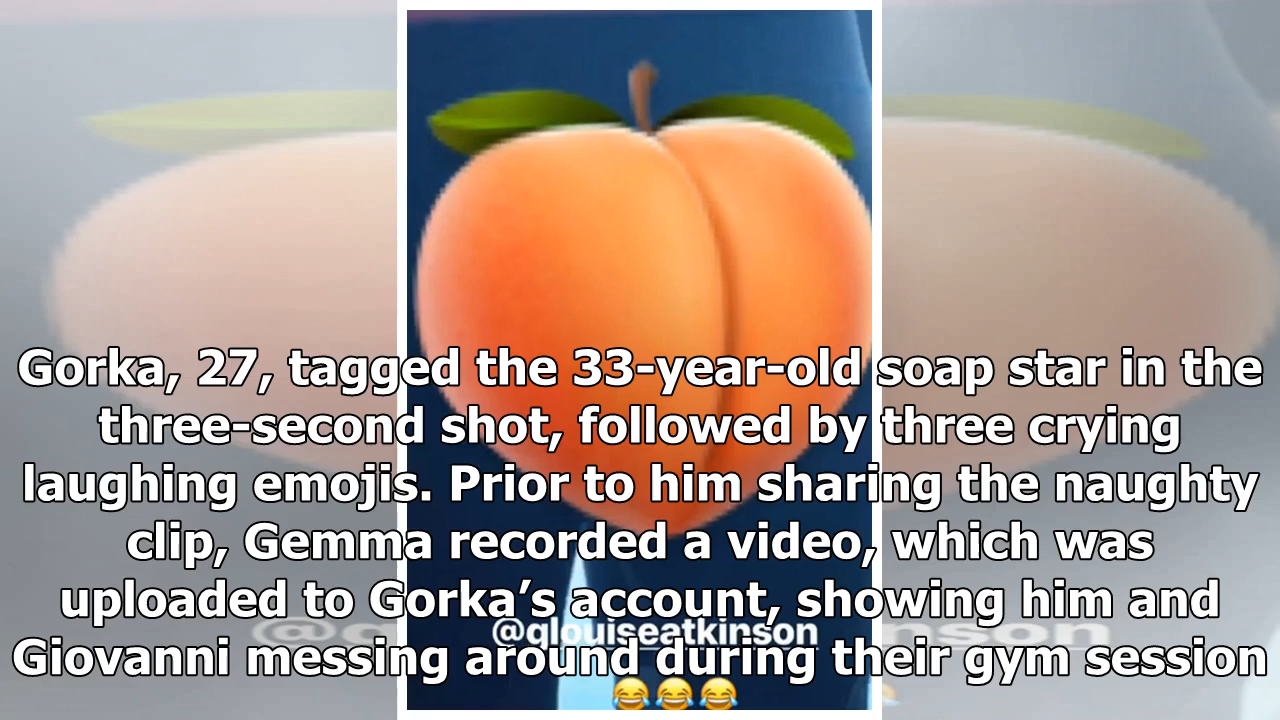 Gorka, 27, tagged the 33-year-old soap star in the
three-second shot, followed by three crying
laughing emojis. Prior to him sharing the naughty
clip, Gemma recorded a video, which was
uploaded to Gorka’s account, showing him and
@glouiseatkinson
Giovanni messing around during their gym session
😂😂😂